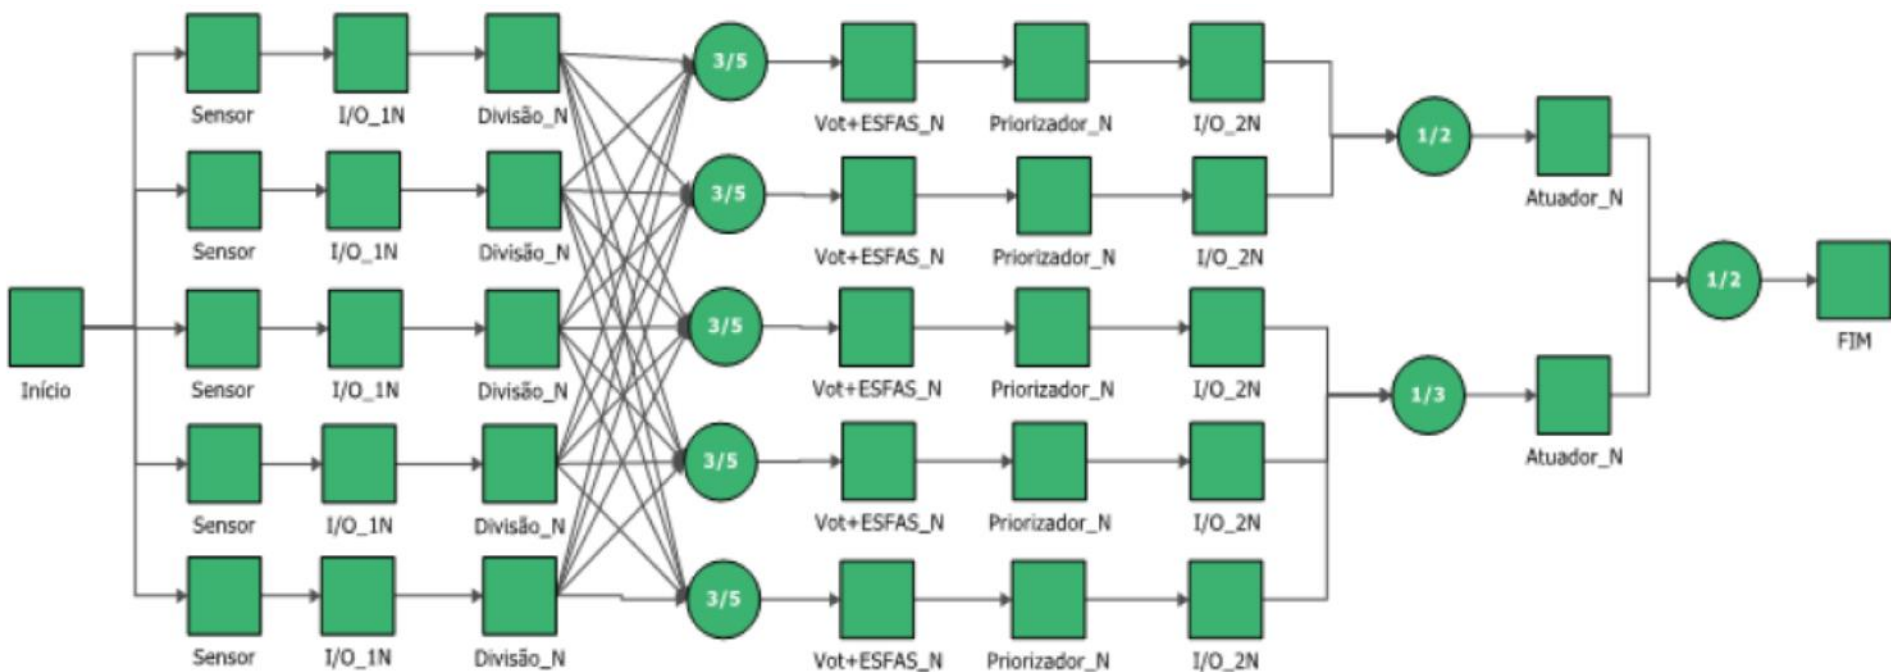 3/5 1/2
Sensor I/O_1N Divisão_N Vot+ESFAS_N Priorizador_N I/O_2N
3/5 Atuador_N
Sensor I/O_1N Divisão_N Vot+ESFAS_N Priorizador_N I/O_2N
1/2
3/5 FIM
Início Sensor I/O_1N Divisão_N Vot+ESFAS_N Priorizador_N I/O_2N 1/3
3/5 Atuador_N
Sensor I/O_1N Divisão_N Vot+ESFAS_N Priorizador_N I/O_2N
3/5
Sensor I/O_1N Divisão_N Vot+ESFAS_N Priorizador_N I/O_2N